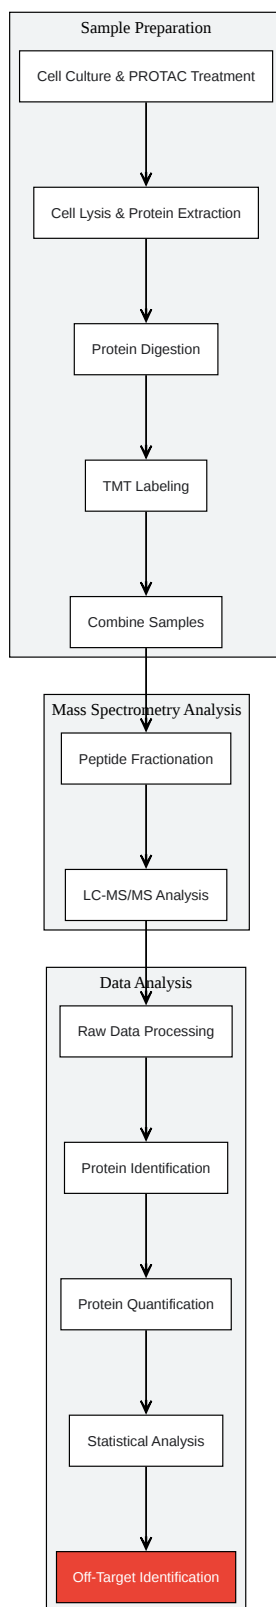 Sample Preparation
Cell Culture & PROTAC Treatment
Cell Lysis & Protein Extraction
Protein Digestion
TMT Labeling
Combine Samples
Mass Spectrometry Analysis
Peptide Fractionation
LC-MS/MS Analysis
Data Analysis
Raw Data Processing
Protein Identification
Protein Quantification
Statistical Analysis
Off-Target Identification